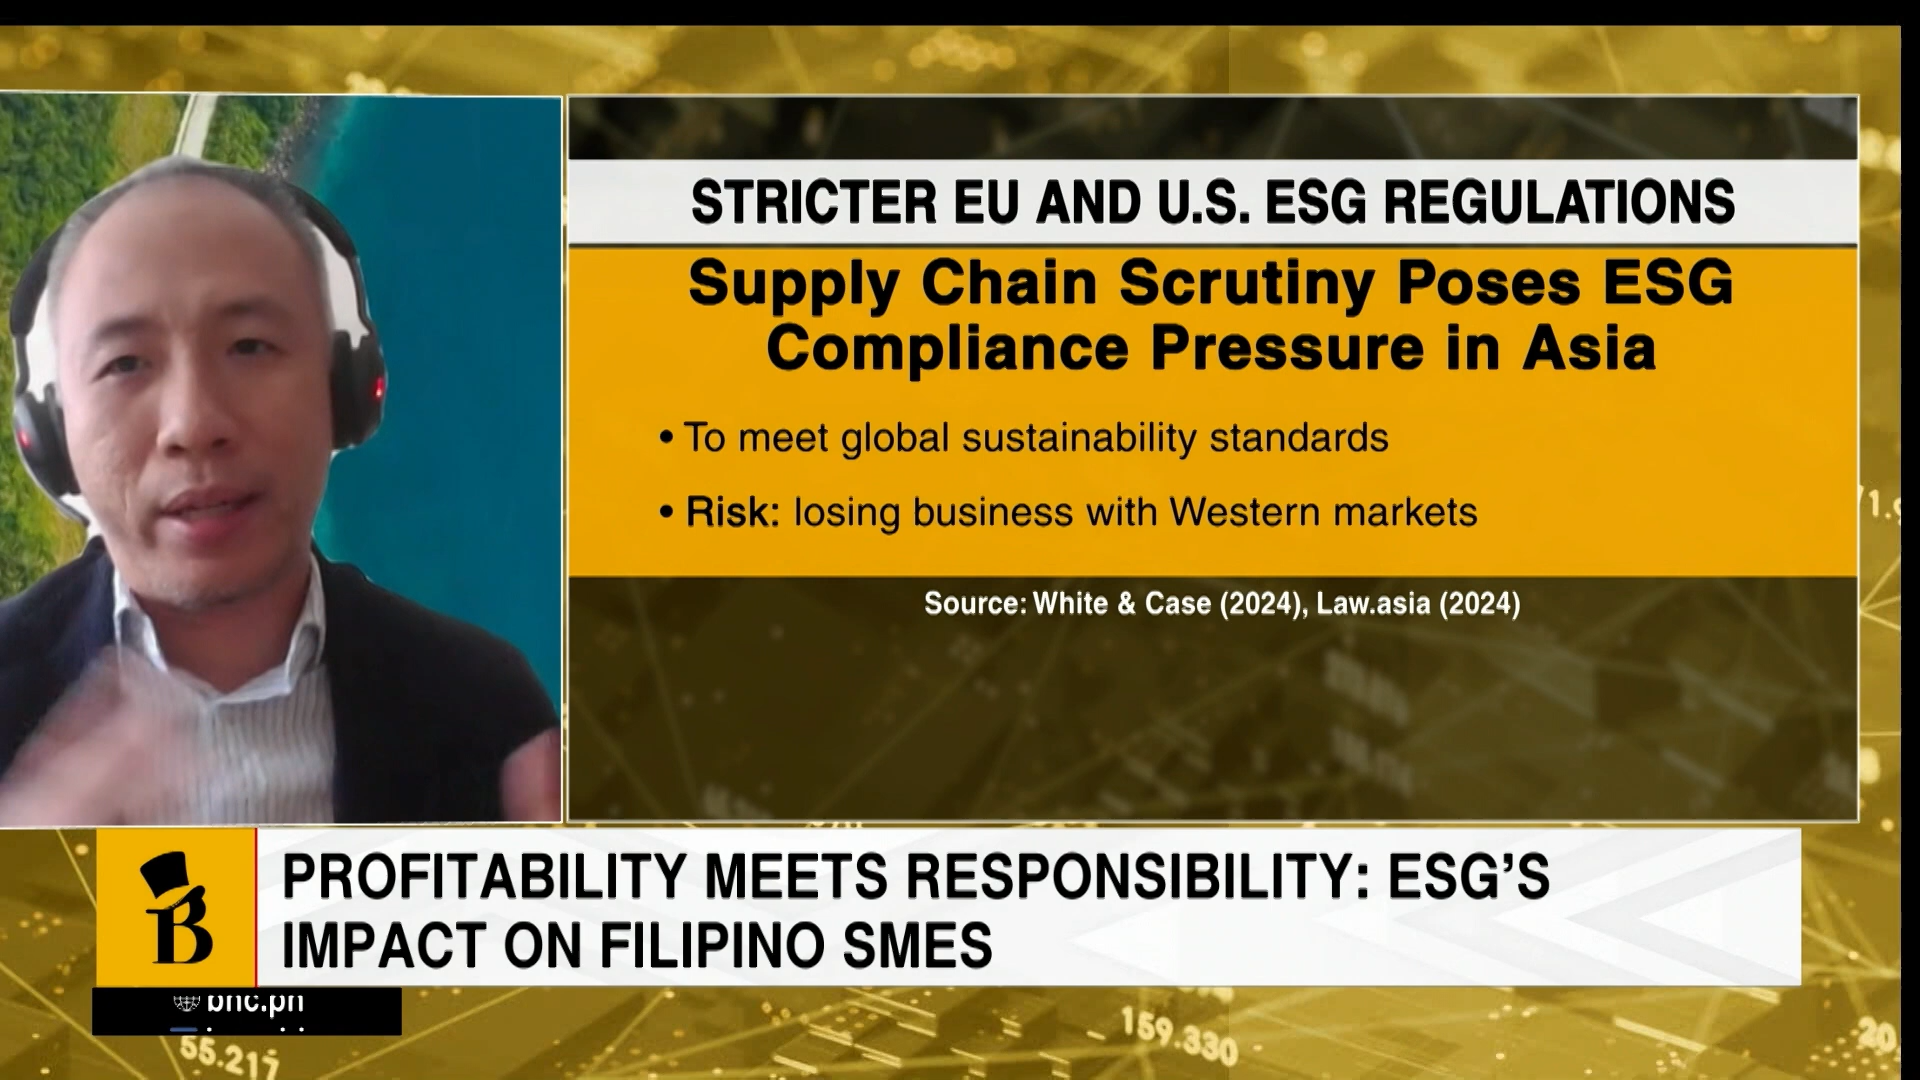 STRICTER EU AND U.S. ESG REGULATIONS
Supply Chain Scrutiny Poses ESG
Compliance Pressure in Asia
• To meet global sustainability standards
• Risk: losing business with Western markets
Source: White & Case (2024), Law.asia (2024)
PROFITABILITY MEETS RESPONSIBILITY: ESG’S
IMPACT ON FILIPINO SMES
B
bnc.ph
55.217
159.330
20